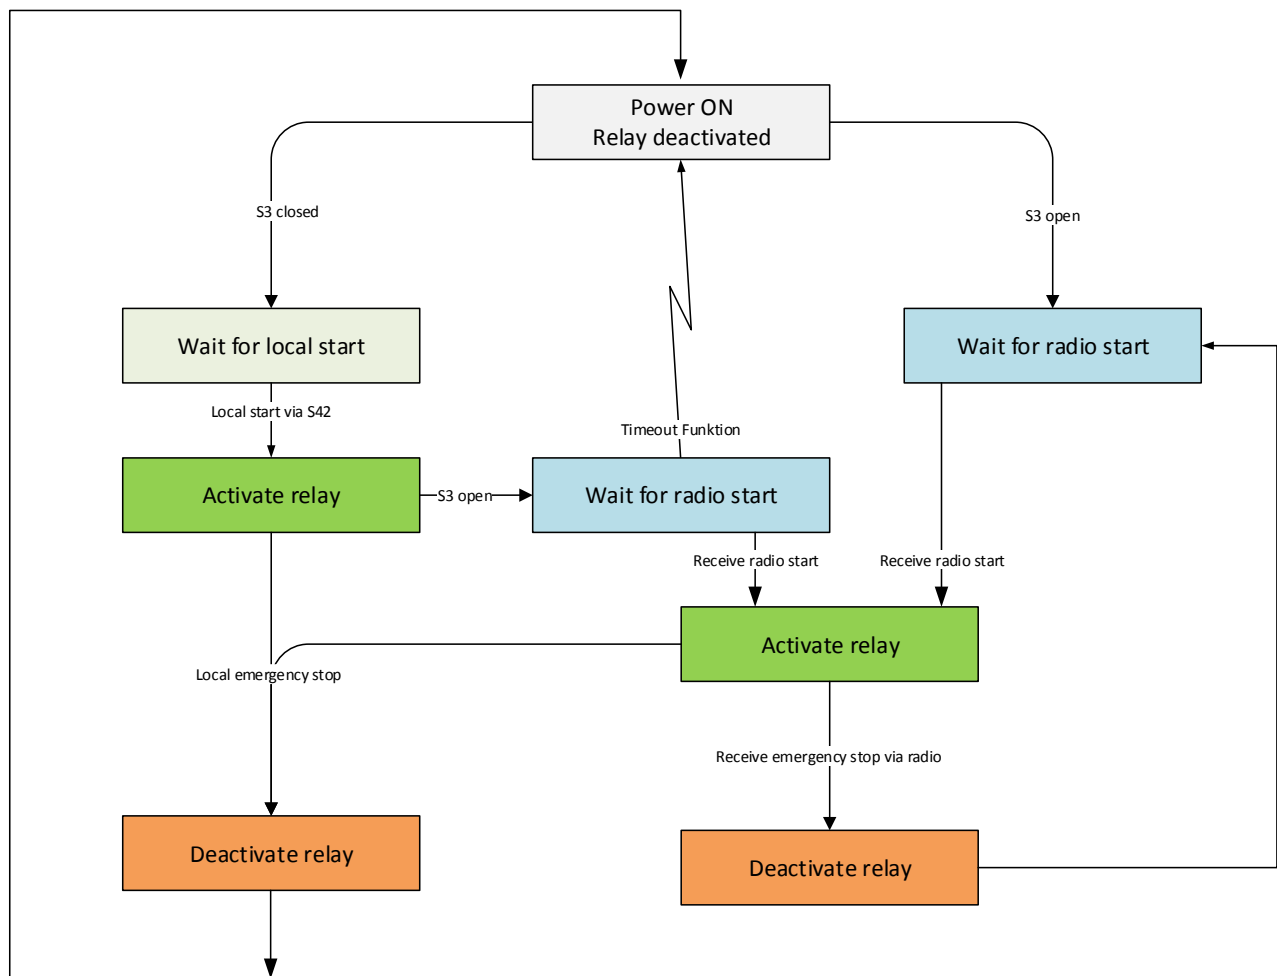 Power ON
Relay deactivated
S3 closed
S3 open
Wait for local start
Wait for radio start
Local start via S42
Timeout Funktion
Activate relay
S3 open
Wait for radio start
Receive radio start
Receive radio start
Activate relay
Local emergency stop
Receive emergency stop via radio
Deactivate relay
Deactivate relay